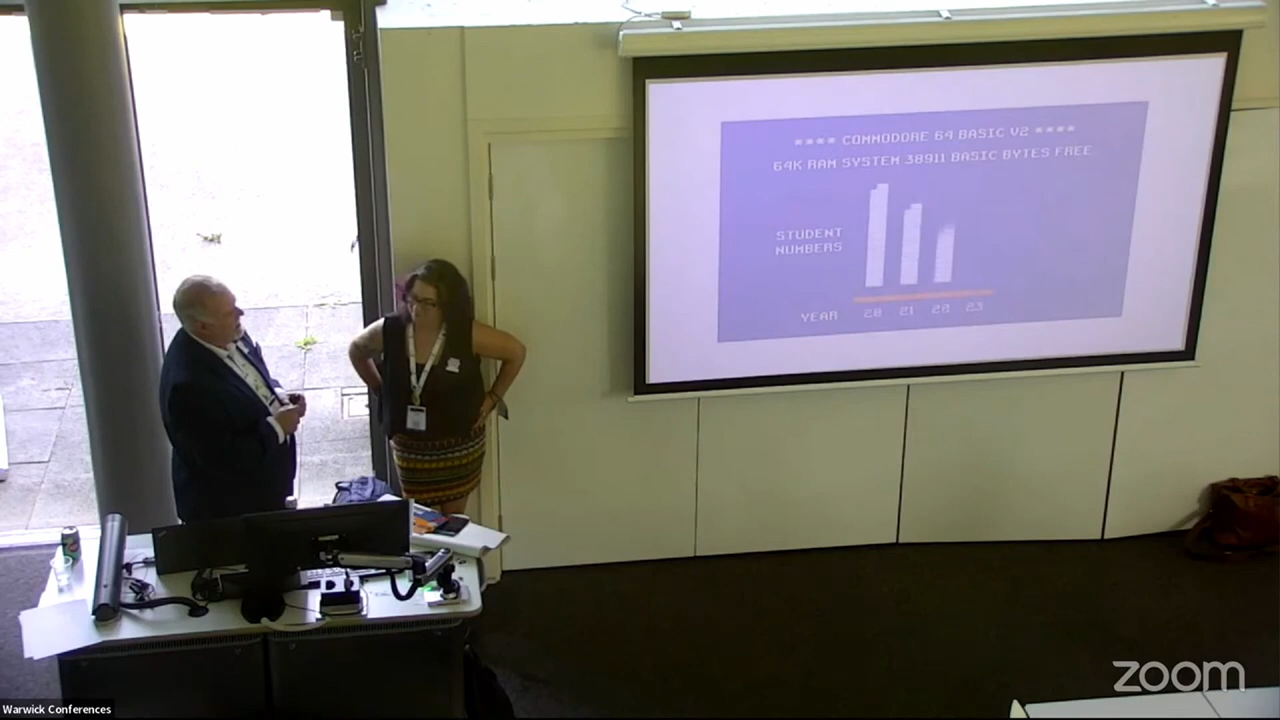 **** COMMODORE 64 BASIC V2 ****
64K RAM SYSTEM 38911 BASIC BYTES FREE
STUDENT
NUMBERS
YEAR 20 21 22 23
zoom
Warwick Conferences